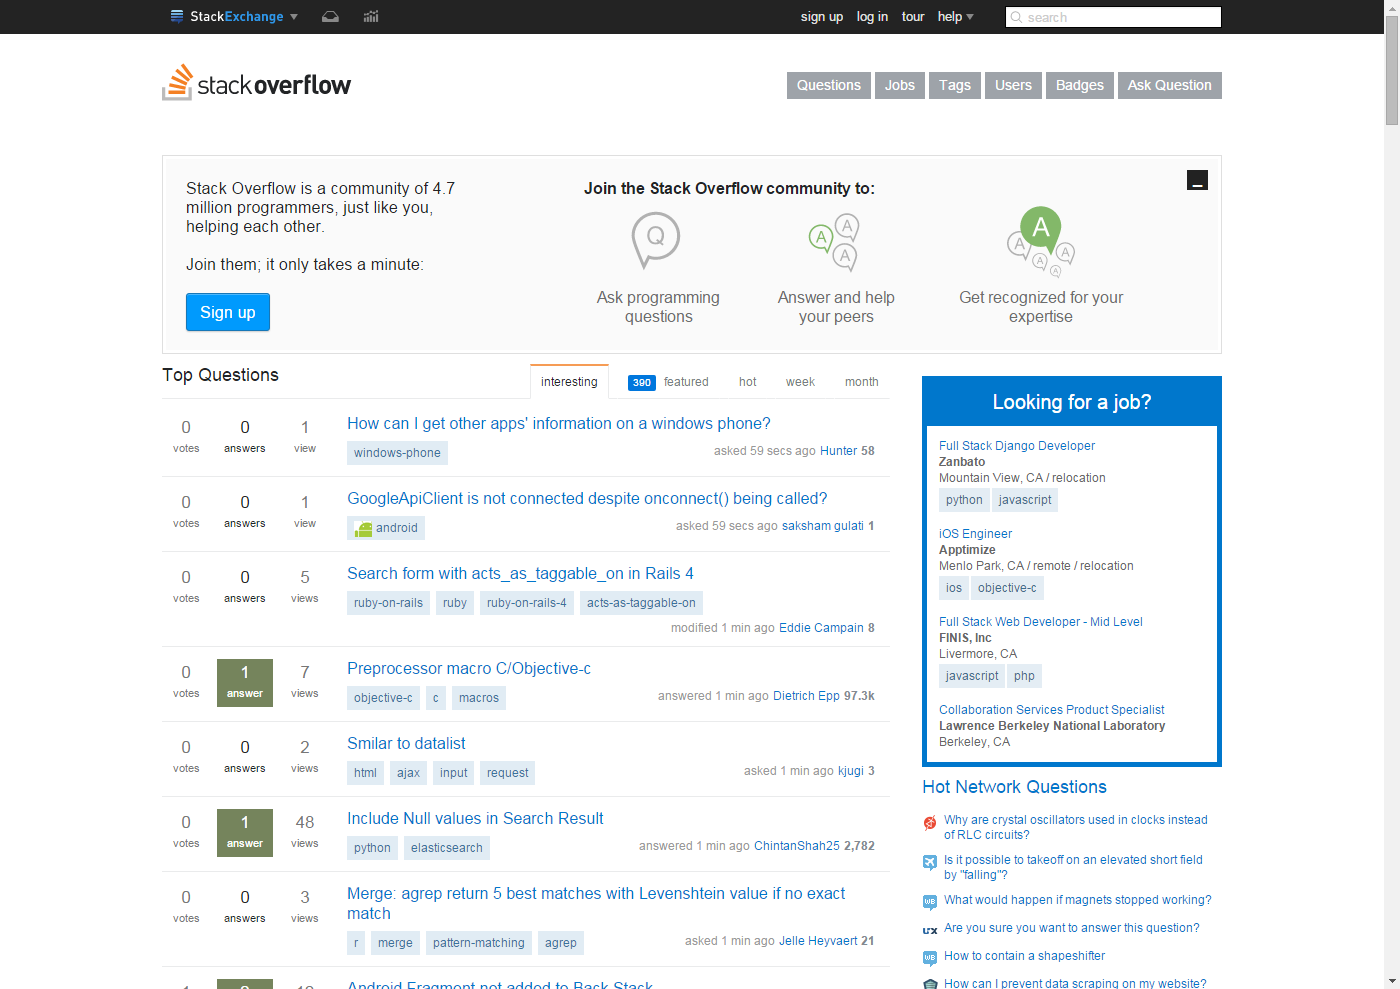 StackExchange
sign up log in tour help
search
stackoverflow
Questions Jobs Tags Users Badges Ask Question
Stack Overflow is a community of 4.7
million programmers, just like you,
helping each other.
Join them; it only takes a minute:
Sign up
Join the Stack Overflow community to:
Q
Ask programming
questions
A
A
A
Answer and help
your peers
A
A
A
A
A
Get recognized for your
expertise
Top Questions
interesting 390 featured hot week month
0 votes 0 answers 1 view
How can I get other apps' information on a windows phone?
windows-phone
asked 59 secs ago Hunter 58
0 votes 0 answers 1 view
GoogleApiClient is not connected despite onconnect() being called?
android
asked 59 secs ago saksham gulati 1
0 votes 0 answers 5 views
Search form with acts_as_taggable_on in Rails 4
ruby-on-rails ruby ruby-on-rails-4 acts-as-taggable-on
modified 1 min ago Eddie Campain 8
0 votes 1 answer 7 views
Preprocessor macro C/Objective-c
objective-c c macros
answered 1 min ago Dietrich Epp 97.3k
0 votes 0 answers 2 views
Smilar to datalist
html ajax input request
asked 1 min ago kjugi 3
0 votes 1 answer 48 views
Include Null values in Search Result
python elasticsearch
answered 1 min ago ChintanShah25 2,782
0 votes 0 answers 3 views
Merge: agrep return 5 best matches with Levenshtein value if no exact
match
r merge pattern-matching agrep
asked 1 min ago Jelle Heyvaert 21
Android Fragment not added to Back Stack
Looking for a job?
Full Stack Django Developer
Zanbato
Mountain View, CA / relocation
python javascript
iOS Engineer
Apptimize
Menlo Park, CA / remote / relocation
ios objective-c
Full Stack Web Developer - Mid Level
FINIS, Inc
Livermore, CA
javascript php
Collaboration Services Product Specialist
Lawrence Berkeley National Laboratory
Berkeley, CA
Hot Network Questions
Why are crystal oscillators used in clocks instead
of RLC circuits?
Is it possible to takeoff on an elevated short field
by "falling"?
WB What would happen if magnets stopped working?
ux Are you sure you want to answer this question?
WB How to contain a shapeshifter
How can I prevent data scraping on my website?